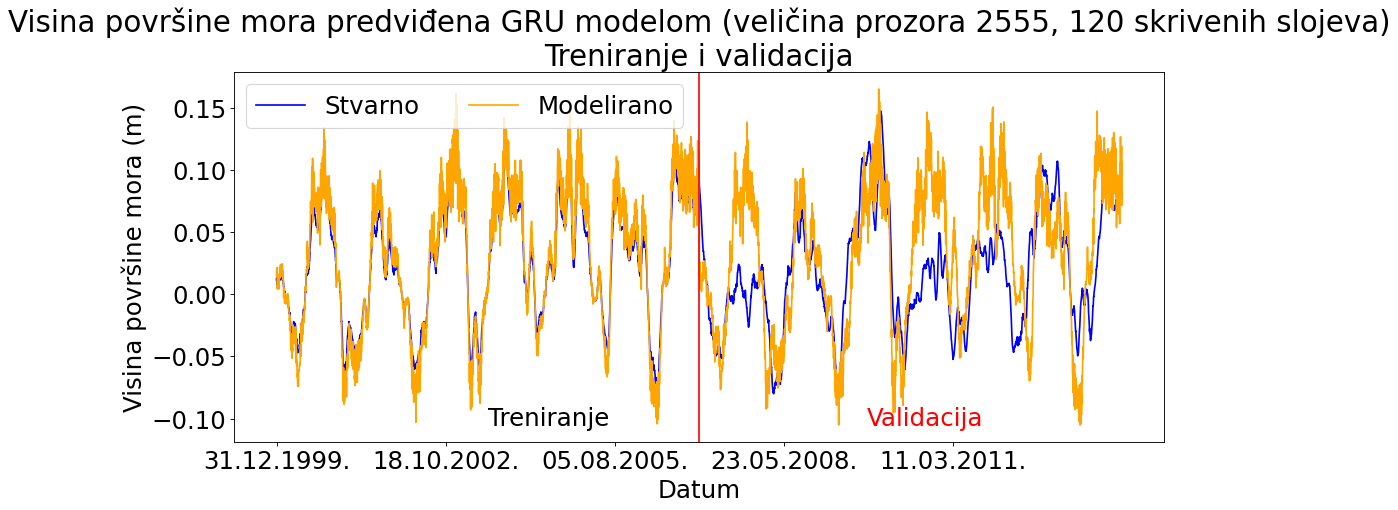 Visina površine mora predviđena GRU modelom (veličina prozora 2555, 120 skrivenih slojeva)
Treniranje i validacija
Stvarno
Modelirano
Visina površine mora (m)
0.15
0.10
0.05
0.00
−0.05
−0.10
Treniranje
Validacija
31.12.1999.
18.10.2002.
05.08.2005.
23.05.2008.
11.03.2011.
Datum